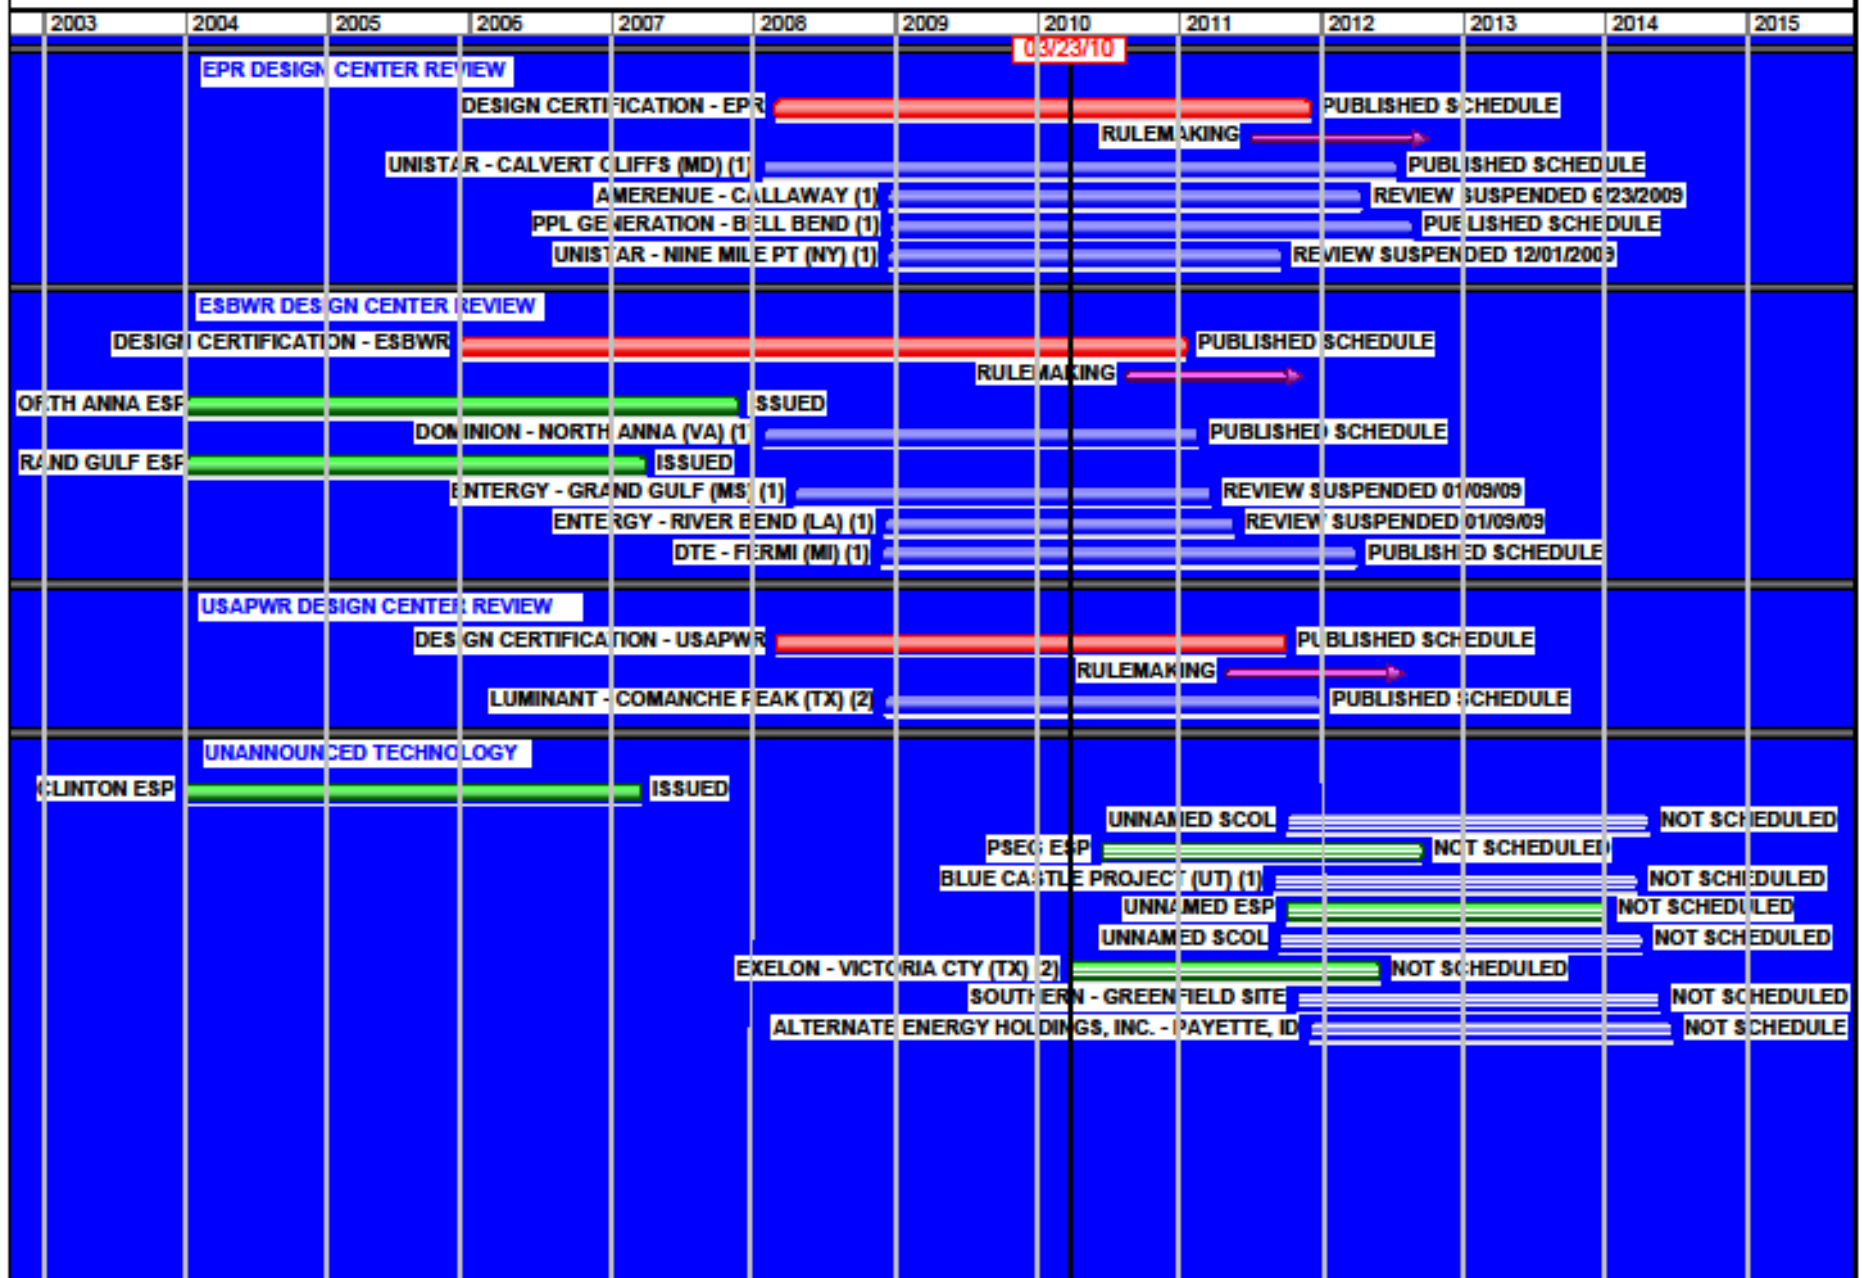 2003 2004 2005 2006 2007 2008 2009 2010 2011 2012 2013 2014 2015
03/23/10
EPR DESIGN CENTER REVIEW
DESIGN CERTIFICATION - EPR PUBLISHED SCHEDULE
RULEMAKING
UNISTAR - CALVERT CLIFFS (MD) (1) PUBLISHED SCHEDULE
AMERENUE - CALLAWAY (1) REVIEW SUSPENDED 6/23/2009
PPL GENERATION - BELL BEND (1) PUBLISHED SCHEDULE
UNISTAR - NINE MILE PT (NY) (1) REVIEW SUSPENDED 12/01/2009
ESBWR DESIGN CENTER REVIEW
DESIGN CERTIFICATION - ESBWR PUBLISHED SCHEDULE
RULEMAKING
ORTH ANNA ESP ISSUED
DOMINION - NORTH ANNA (VA) (1) PUBLISHED SCHEDULE
RAND GULF ESP ISSUED
ENTERGY - GRAND GULF (MS) (1) REVIEW SUSPENDED 01/09/09
ENTERGY - RIVER BEND (LA) (1) REVIEW SUSPENDED 01/09/09
DTE - FERMI (MI) (1) PUBLISHED SCHEDULE
USAPWR DESIGN CENTER REVIEW
DESIGN CERTIFICATION - USAPWR PUBLISHED SCHEDULE
RULEMAKING
LUMINANT - COMANCHE PEAK (TX) (2) PUBLISHED SCHEDULE
UNANNOUNCED TECHNOLOGY
CLINTON ESP ISSUED
UNNAMED SCOL NOT SCHEDULED
PSEG ESP NOT SCHEDULED
BLUE CASTLE PROJECT (UT) (1) NOT SCHEDULED
UNNAMED ESP NOT SCHEDULED
UNNAMED SCOL NOT SCHEDULED
EXELON - VICTORIA CTY (TX) (2) NOT SCHEDULED
SOUTHERN - GREENFIELD SITE NOT SCHEDULED
ALTERNATE ENERGY HOLDINGS, INC. - PAYETTE, ID NOT SCHEDULE